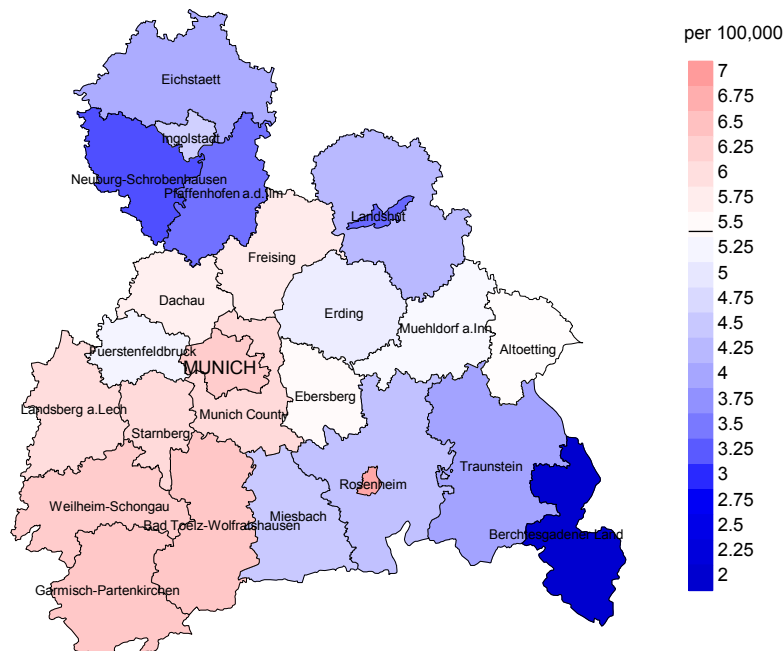 per 100,000
7
6.75
6.5
6.25
6
5.75
5.5
5.25
5
4.75
4.5
4.25
4
3.75
3.5
3.25
3
2.75
2.5
2.25
2
Eichstaett
Ingolstadt
Neuburg-Schrobenhausen
Pfaffenhofen a.d.Ilm
Landshut
Freising
Dachau
Erding
Muehldorf a.Inn
Altoetting
Fuerstenfeldbruck
MUNICH
Ebersberg
Landsberg a.Lech
Munich County
Starnberg
Traunstein
Rosenheim
Weilheim-Schongau
Miesbach
Bad Toelz-Wolfratshausen
Berchtesgadener Land
Garmisch-Partenkirchen